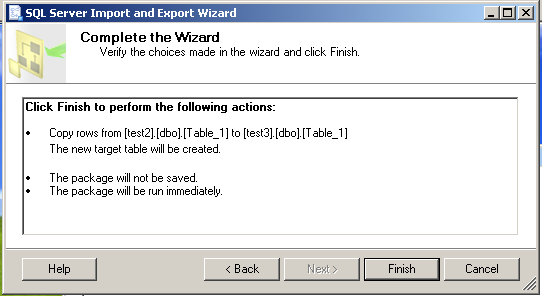 SQL Server Import and Export Wizard
Complete the Wizard
Verify the choices made in the wizard and click Finish.
Click Finish to perform the following actions:
• Copy rows from [test2].[dbo].[Table_1] to [test3].[dbo].[Table_1]
The new target table will be created.
• The package will not be saved.
• The package will be run immediately.
Help < Back Next > Finish Cancel